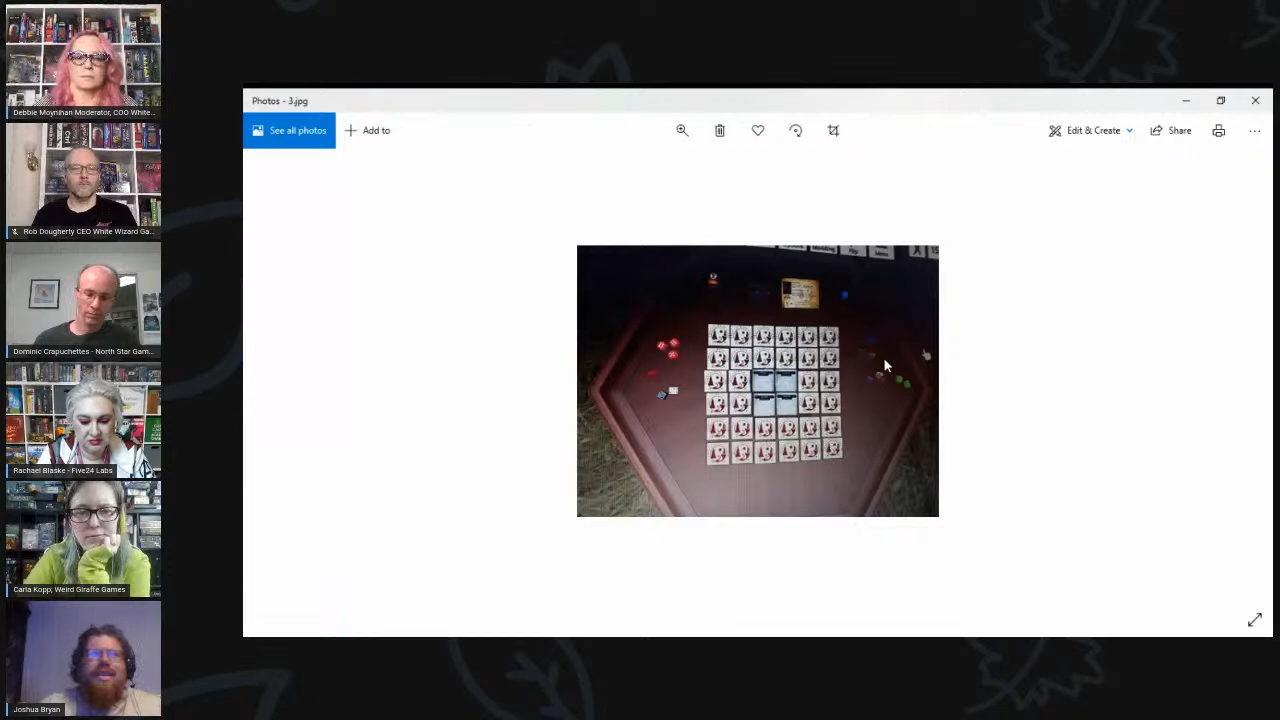 Debbie Moynihan Moderator, COO White...
Rob Dougherty CEO White Wizard Ga...
Dominic Crapuchettes - North Star Gam...
Rachael Blaske - Five24 Labs
Carla Kopp; Weird Giraffe Games
Joshua Bryan
Photos - 3.jpg
See all photos
Add to
Edit & Create
Share